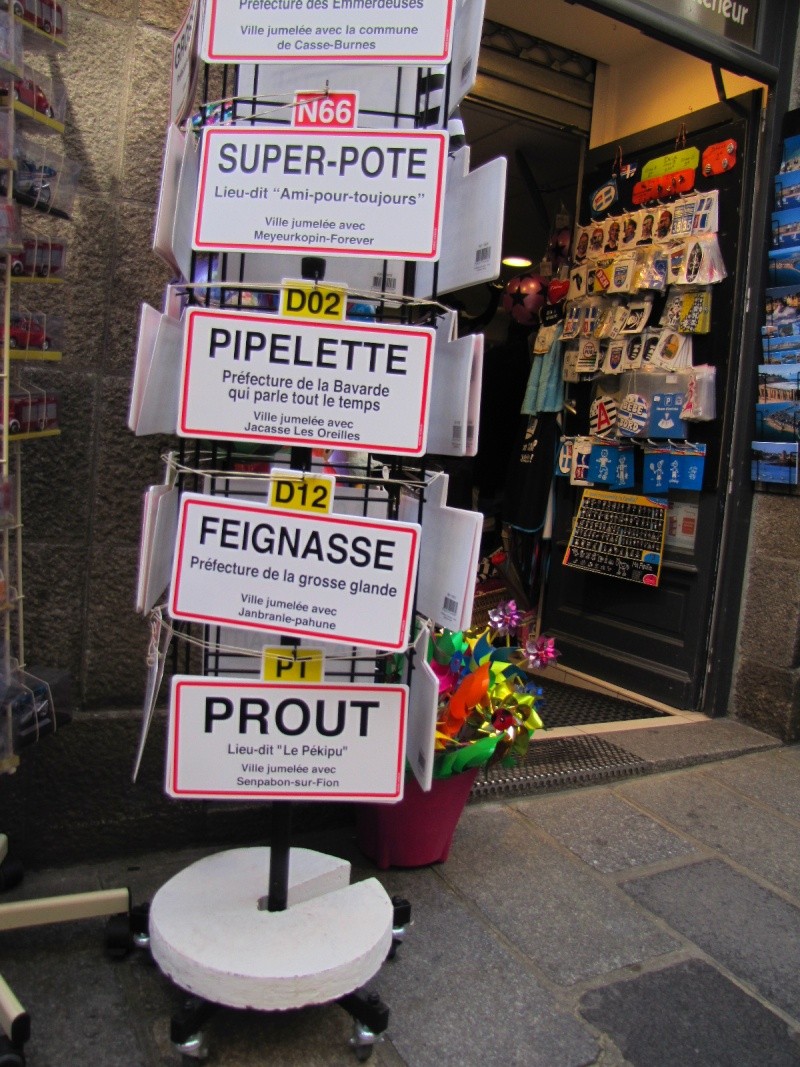 Préfecture des Emmerdeuses
Ville jumelée avec la commune
de Casse-Burnes
N66
SUPER-POTE
Lieu-dit "Ami-pour-toujours"
Ville jumelée avec
Meyeurkopin-Forever
D02
PIPELETTE
Préfecture de la Bavarde
qui parle tout le temps
Ville jumelée avec
Jacasse Les Oreilles
D12
FEIGNASSE
Préfecture de la grosse glande
Ville jumelée avec
Janbranle-pahune
P1
PROUT
Lieu-dit "Le Pékipu"
Ville jumelée avec
Senpabon-sur-Fion